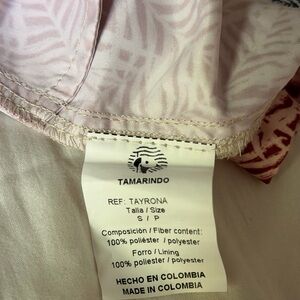 TAMARINDO
REF: TAYRONA
Talla / Size
S / P
Composición / Fiber content:
100% poliéster / polyester
Forro / Lining
100% poliéster / polyester
HECHO EN COLOMBIA
MADE IN COLOMBIA